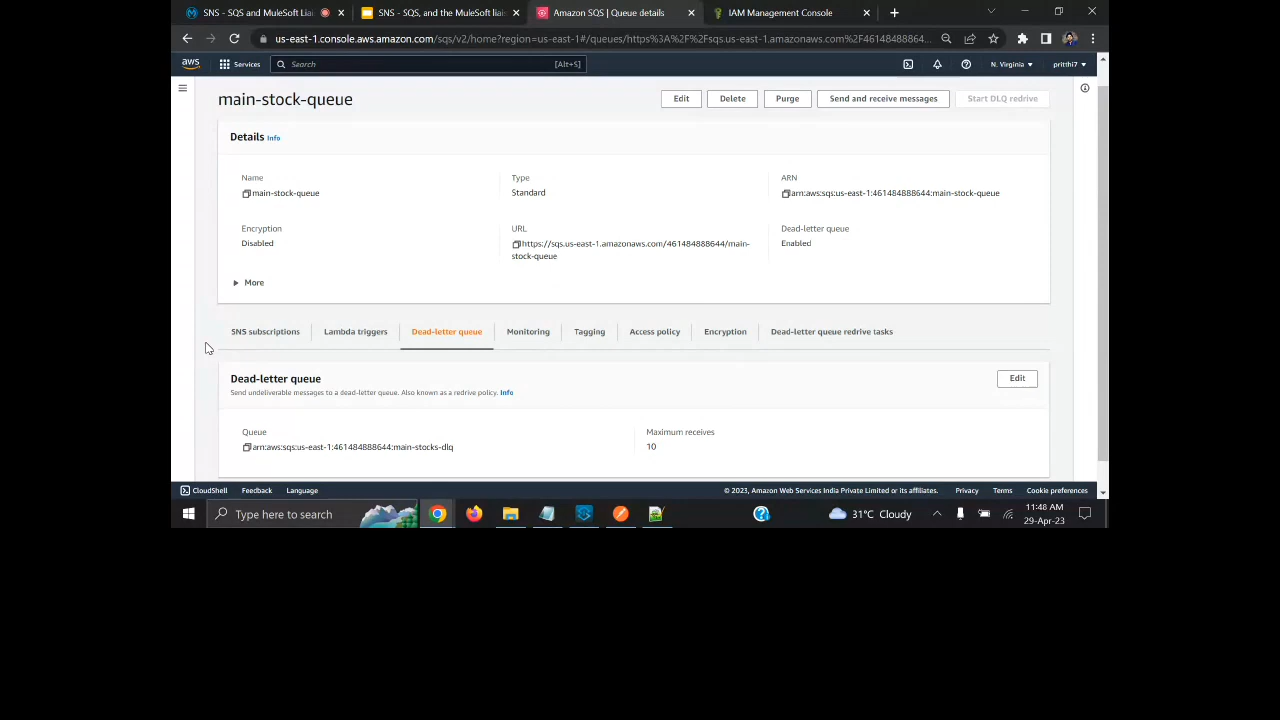 SNS - SQS and MuleSoft Liai
SNS - SQS, and the MuleSoft liais
Amazon SQS | Queue details
IAM Management Console
us-east-1.console.aws.amazon.com/sqs/v2/home?region=us-east-1#/queues/https%3A%2F%2Fsqs.us-east-1.amazonaws.com%2F46148488864...
aws
Services
Search
[Alt+S]
N. Virginia
pritthi7
main-stock-queue
Edit
Delete
Purge
Send and receive messages
Start DLQ redrive
Details Info
Name
Type
ARN
main-stock-queue
Standard
arn:aws:sqs:us-east-1:461484888644:main-stock-queue
Encryption
URL
Dead-letter queue
Disabled
https://sqs.us-east-1.amazonaws.com/461484888644/main-
stock-queue
Enabled
More
SNS subscriptions
Lambda triggers
Dead-letter queue
Monitoring
Tagging
Access policy
Encryption
Dead-letter queue redrive tasks
Dead-letter queue
Edit
Send undeliverable messages to a dead-letter queue. Also known as a redrive policy. Info
Queue
Maximum receives
arn:aws:sqs:us-east-1:461484888644:main-stocks-dlq
10
CloudShell
Feedback
Language
© 2023, Amazon Web Services India Private Limited or its affiliates.
Privacy
Terms
Cookie preferences
Type here to search
31°C Cloudy
11:48 AM
29-Apr-23